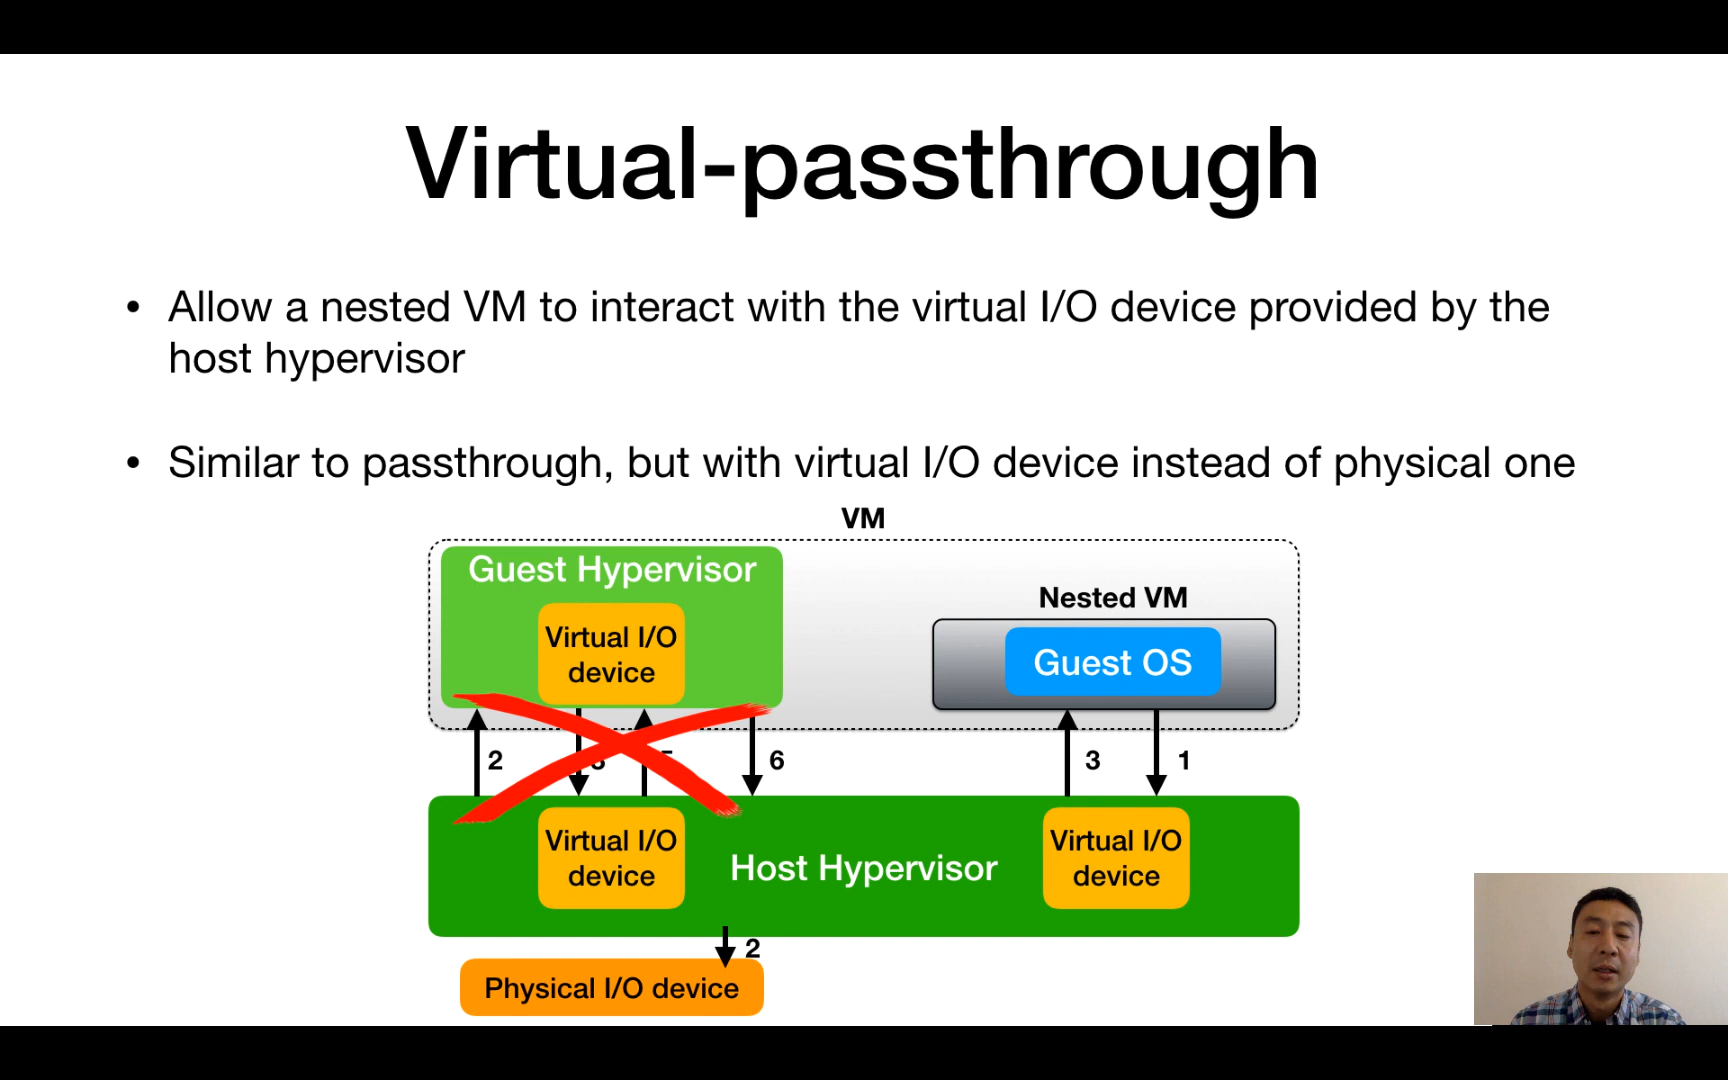 Virtual-passthrough
• Allow a nested VM to interact with the virtual I/O device provided by the
host hypervisor
• Similar to passthrough, but with virtual I/O device instead of physical one
VM
Guest Hypervisor
Virtual I/O
device
Nested VM
Guest OS
2
6
3
1
Virtual I/O
device
Host Hypervisor
Virtual I/O
device
2
Physical I/O device